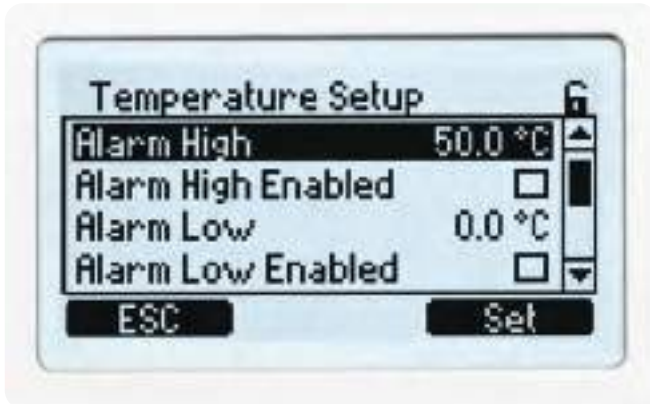 Temperature Setup
Alarm High 50.0 °C
Alarm High Enabled
Alarm Low 0.0 °C
Alarm Low Enabled
ESC Set